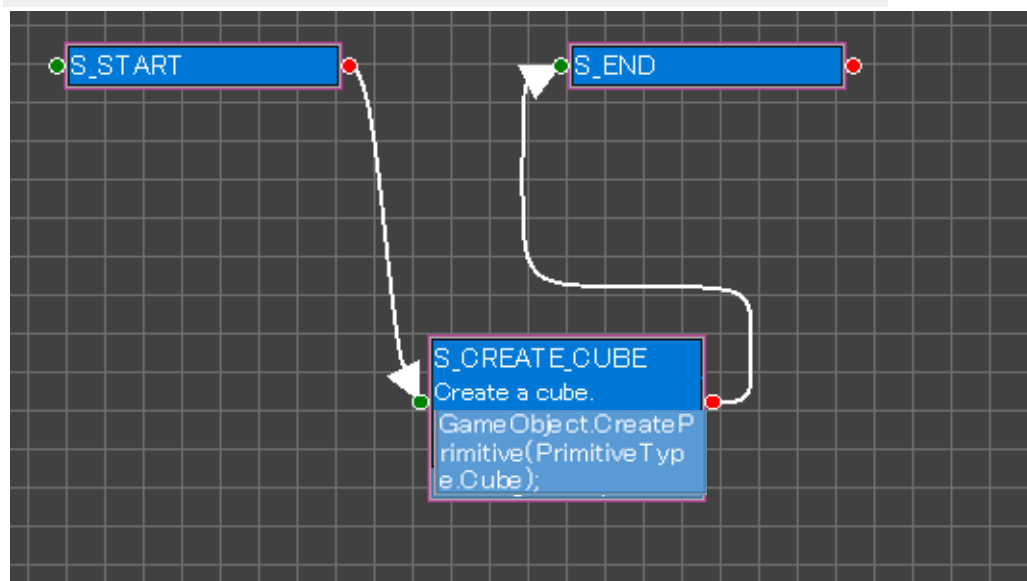 S_START
S_END
S_CREATE_CUBE
Create a cube.
GameObject.CreateP
rimitive(PrimitiveTyp
e.Cube);